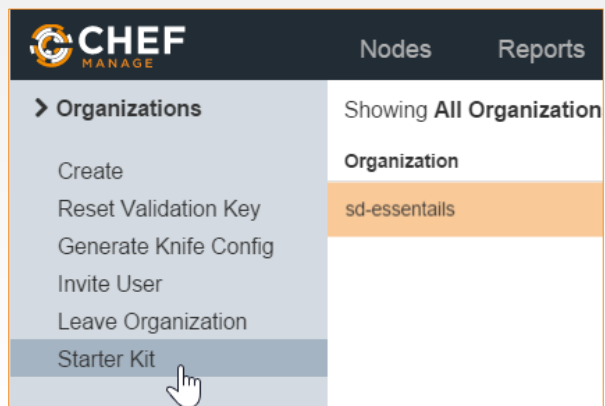 CHEF
MANAGE
Nodes Reports
Organizations
Showing All Organization
Create
Organization
Reset Validation Key
sd-essentails
Generate Knife Config
Invite User
Leave Organization
Starter Kit